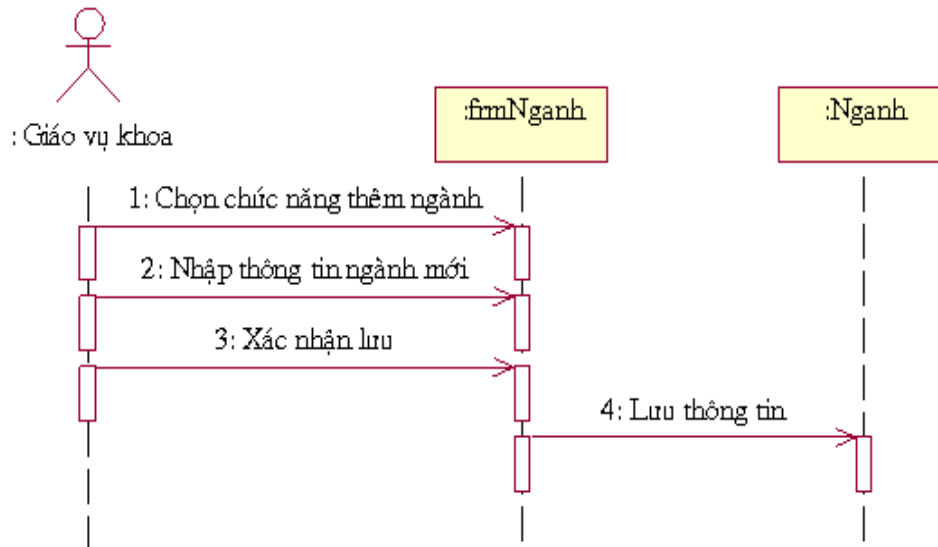 : Giáo vụ khoa
:frmNganh
:Nganh
1: Chọn chức năng thêm ngành
2: Nhập thông tin ngành mới
3: Xác nhận lưu
4: Lưu thông tin